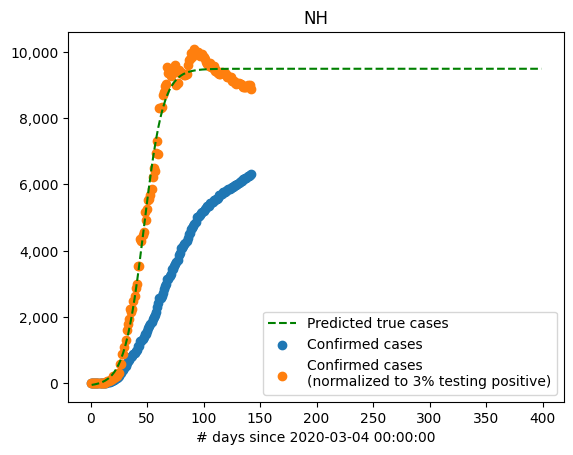 NH
10,000
8,000
6,000
4,000
2,000
0
0 50 100 150 200 250 300 350 400
# days since 2020-03-04 00:00:00
Predicted true cases
Confirmed cases
Confirmed cases
(normalized to 3% testing positive)